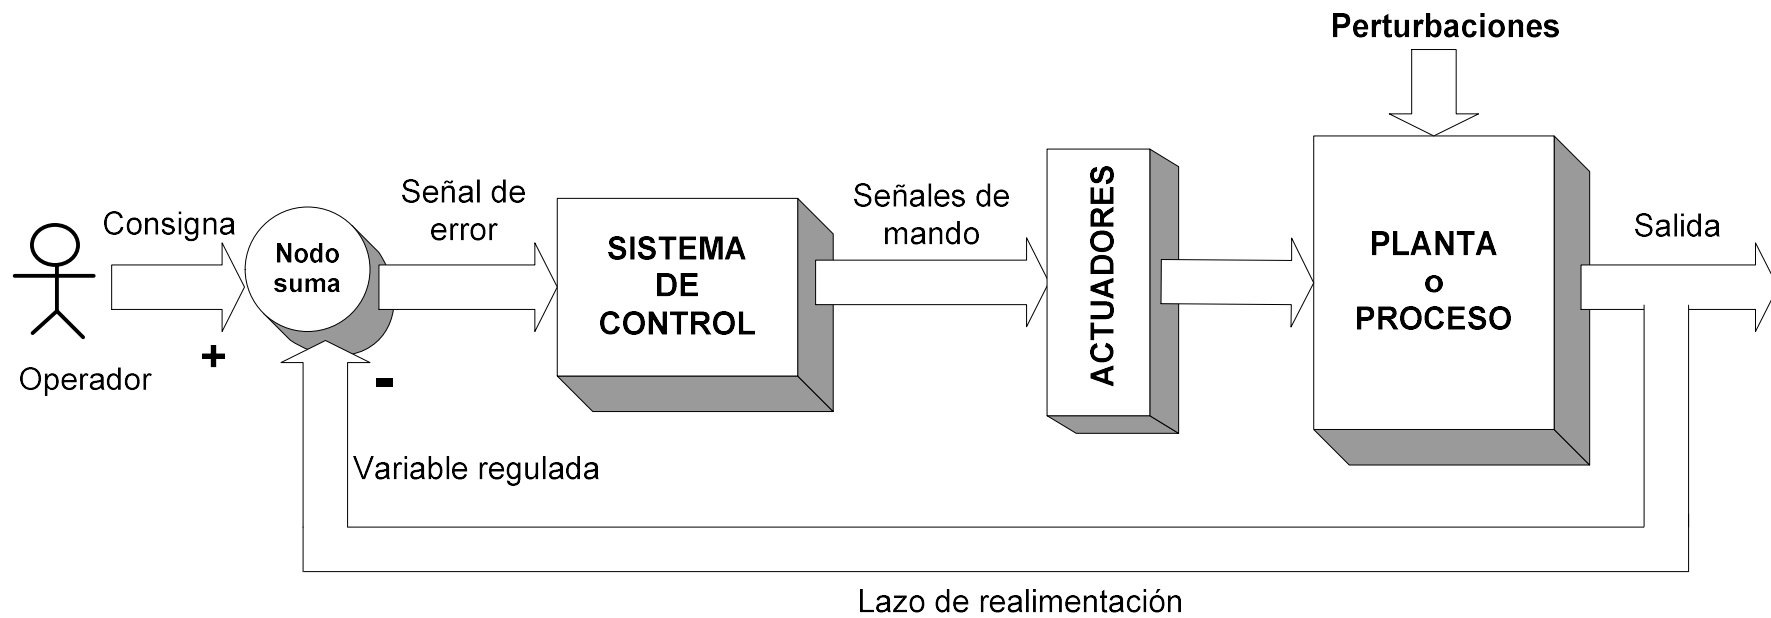 Perturbaciones
Consigna
Nodo
suma
Señal de
error
SISTEMA
DE
CONTROL
Señales de
mando
ACTUADORES
PLANTA
o
PROCESO
Salida
Operador
+
-
Variable regulada
Lazo de realimentación